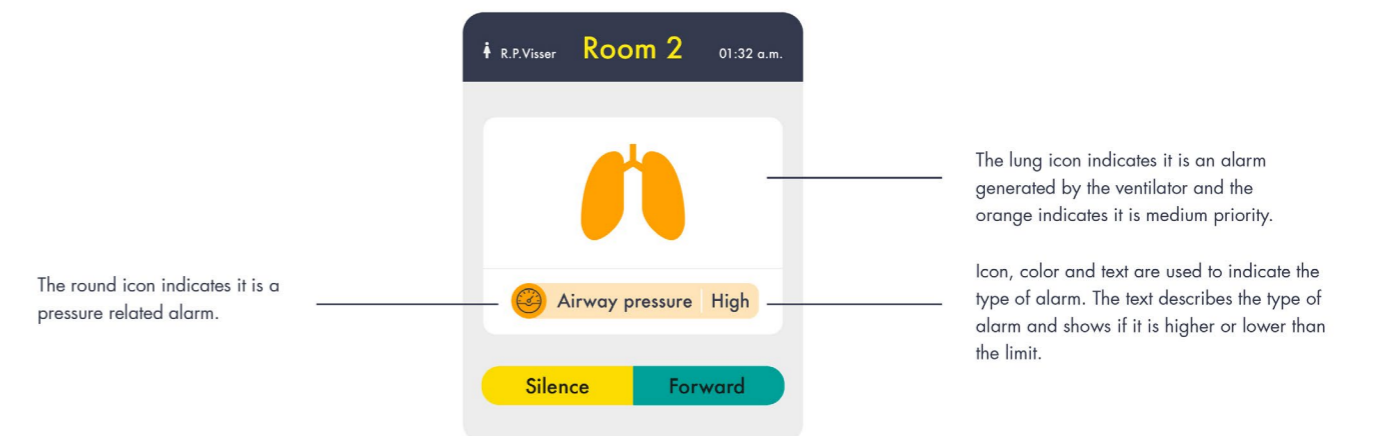 R.P.Visser Room 2 01:32 a.m.
The lung icon indicates it is an alarm
generated by the ventilator and the
orange indicates it is medium priority.
The round icon indicates it is a
pressure related alarm.
Airway pressure High
Icon, color and text are used to indicate the
type of alarm. The text describes the type of
alarm and shows if it is higher or lower than
the limit.
Silence Forward